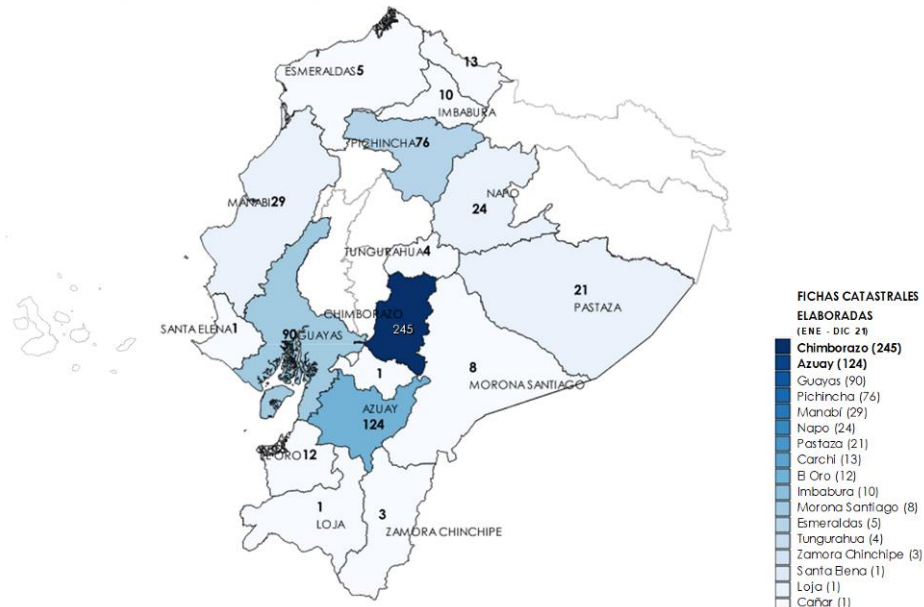 13
ESMERALDAS5
10
IMBABURA
PICHINCHA76
NAPO
24
MANABI29
TUNGURAHUA4
21
PASTAZA
CHIMBORAZO
245
SANTA ELENA1
90GUAYAS
1
8
MORONA SANTIAGO
AZUAY
124
EL ORO12
1
LOJA
3
ZAMORA CHINCHIPE
FICHAS CATASTRALES
ELABORADAS
(ENE - DIC 21)
Chimborazo (245)
Azuay (124)
Guayas (90)
Pichincha (76)
Manabí (29)
Napo (24)
Pastaza (21)
Carchi (13)
El Oro (12)
Imbabura (10)
Morona Santiago (8)
Esmeraldas (5)
Tungurahua (4)
Zamora Chinchipe (3)
Santa Elena (1)
Loja (1)
Cañar (1)